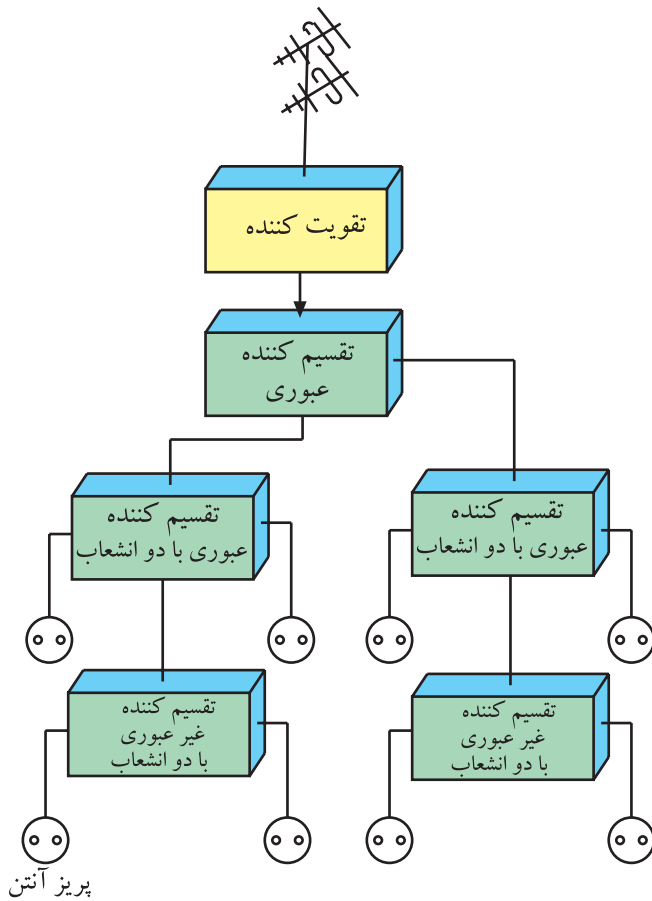 تقویت کننده
تقسیم کننده
عبوری
تقسیم کننده
عبوری با دو انشعاب
تقسیم کننده
عبوری با دو انشعاب
تقسیم کننده
غیر عبوری
با دو انشعاب
تقسیم کننده
غیر عبوری
با دو انشعاب
پریز آنتن